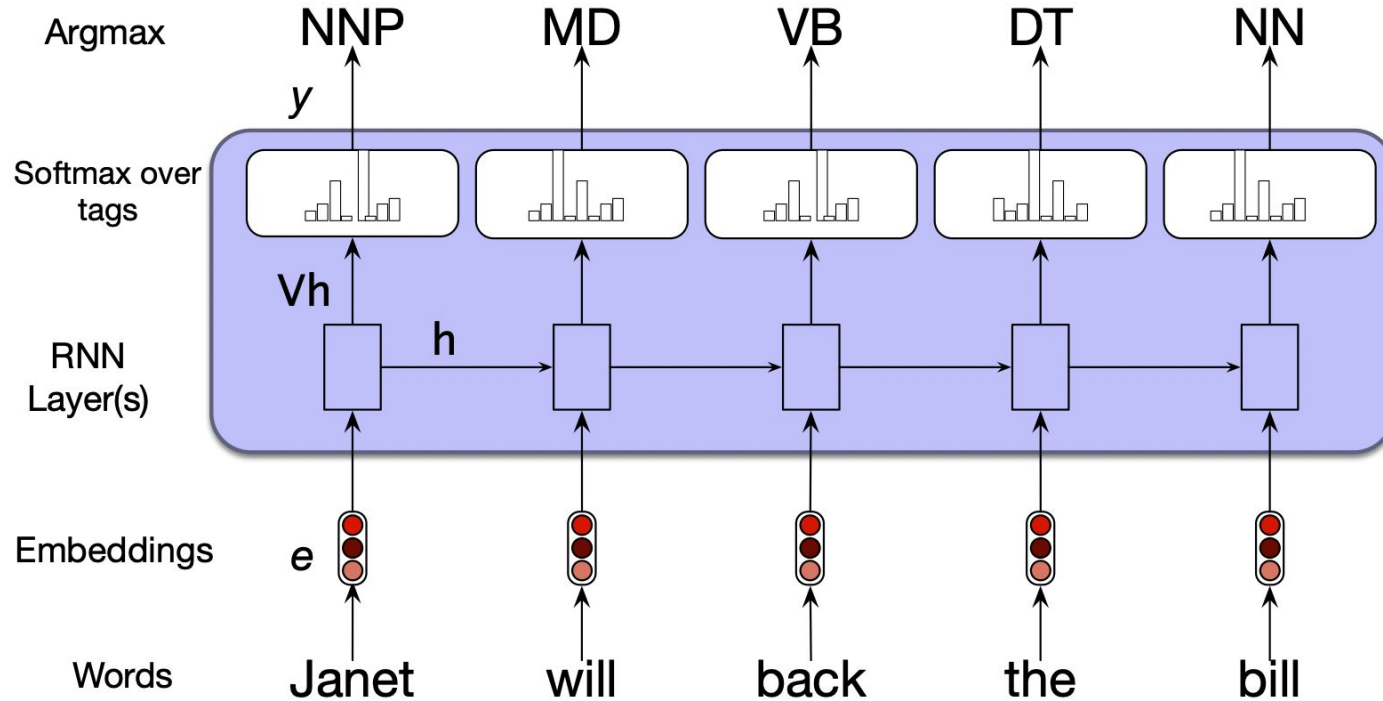 Argmax NNP MD VB DT NN
y
Softmax over
tags
Vh
RNN
Layer(s)
h
Embeddings e
Words Janet will back the bill